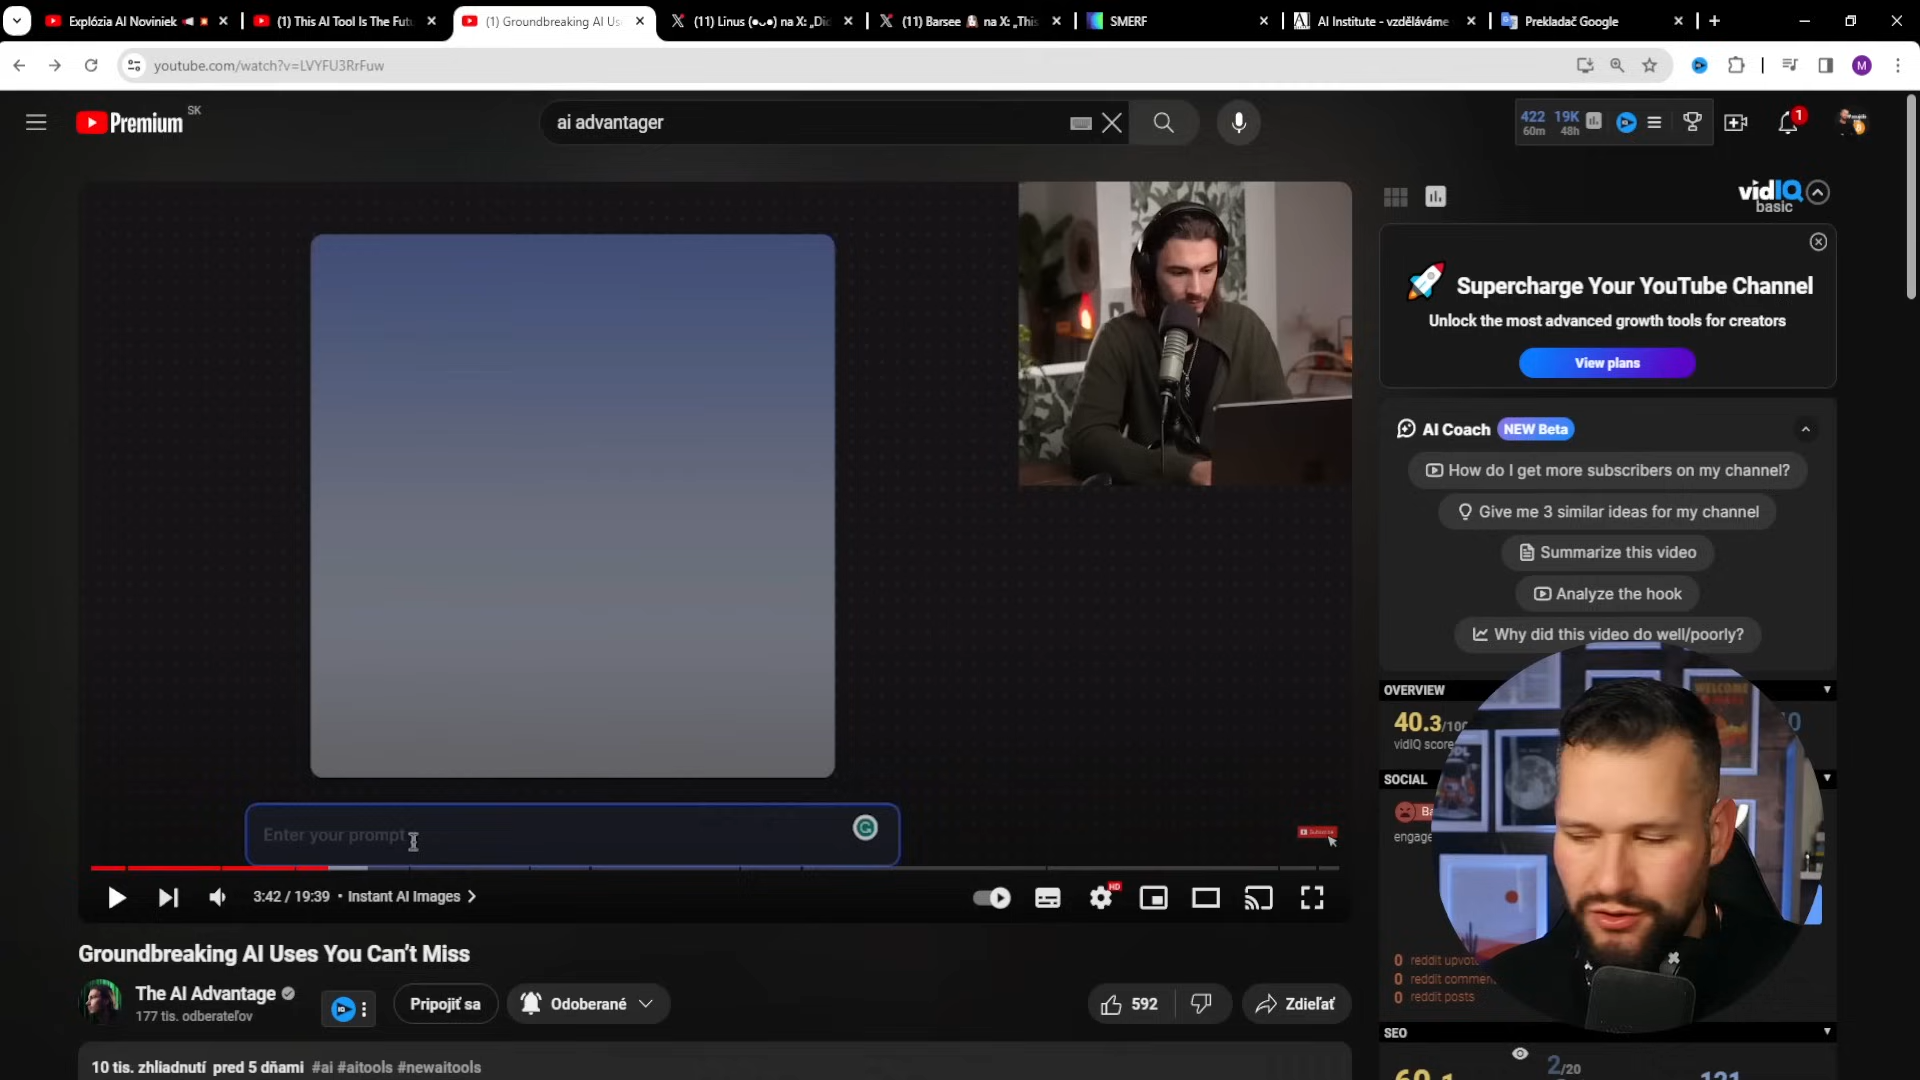 Explózia AI Noviniek
(1) This AI Tool Is The Futu
(1) Groundbreaking AI Us
(11) Linus (●ᴗ●) na X: „Did
(11) Barsee na X: „This
SMERF
AI Institute - vzděláváme
Prekladač Google
youtube.com/watch?v=LVYFU3RrFuw
M
Premium
SK
ai advantager
422
60m
19K
48h
1
vidIQ
basic
Supercharge Your YouTube Channel
Unlock the most advanced growth tools for creators
View plans
AI Coach NEW Beta
How do I get more subscribers on my channel?
Give me 3 similar ideas for my channel
Summarize this video
Analyze the hook
Why did this video do well/poorly?
OVERVIEW
40.3/100
vidIQ score
SOCIAL
engage
WELCOME
Enter your prompt
Subscribe
3:42 / 19:39 • Instant AI Images
HD
Groundbreaking AI Uses You Can't Miss
The AI Advantage
177 tis. odberateľov
Pripojiť sa
Odoberané
592
Zdieľať
0 reddit upvot
0 reddit commen
0 reddit posts
SEO
10 tis. zhliadnutí pred 5 dňami #ai #aitools #newaitools
2/20